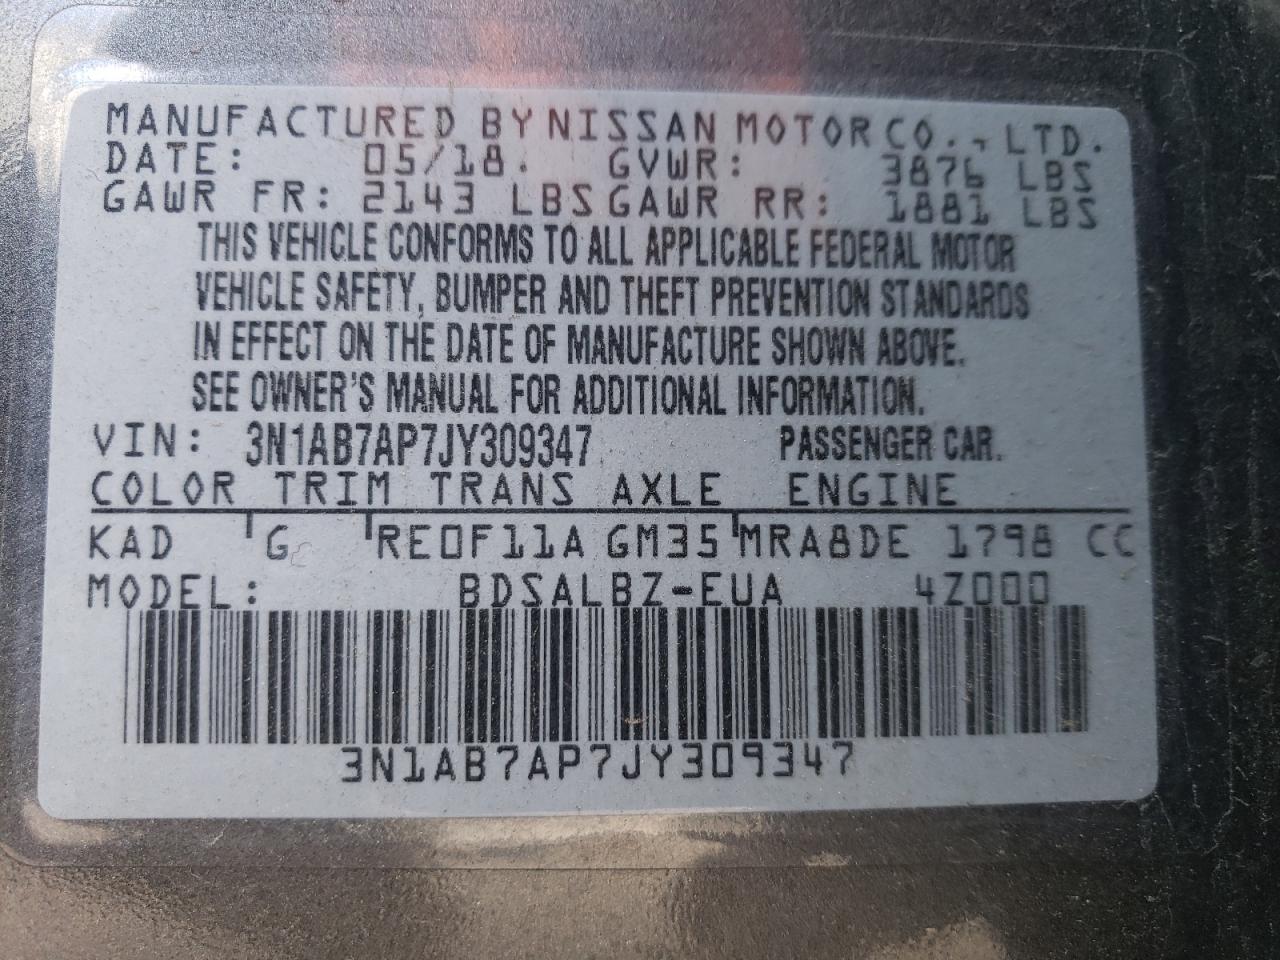 MANUFACTURED BY NISSAN MOTOR CO., LTD.
DATE: 05/18. GVWR: 3876 LBS
GAWR FR: 2143 LBS GAWR RR: 1881 LBS
THIS VEHICLE CONFORMS TO ALL APPLICABLE FEDERAL MOTOR
VEHICLE SAFETY, BUMPER AND THEFT PREVENTION STANDARDS
IN EFFECT ON THE DATE OF MANUFACTURE SHOWN ABOVE.
SEE OWNER'S MANUAL FOR ADDITIONAL INFORMATION.
VIN: 3N1AB7AP7JY309347 PASSENGER CAR.
COLOR TRIM TRANS AXLE ENGINE
KAD G RE0F11A GM35 MRA8DE 1798 CC
MODEL: BDSALBZ-EUA 4Z000
3N1AB7AP7JY309347